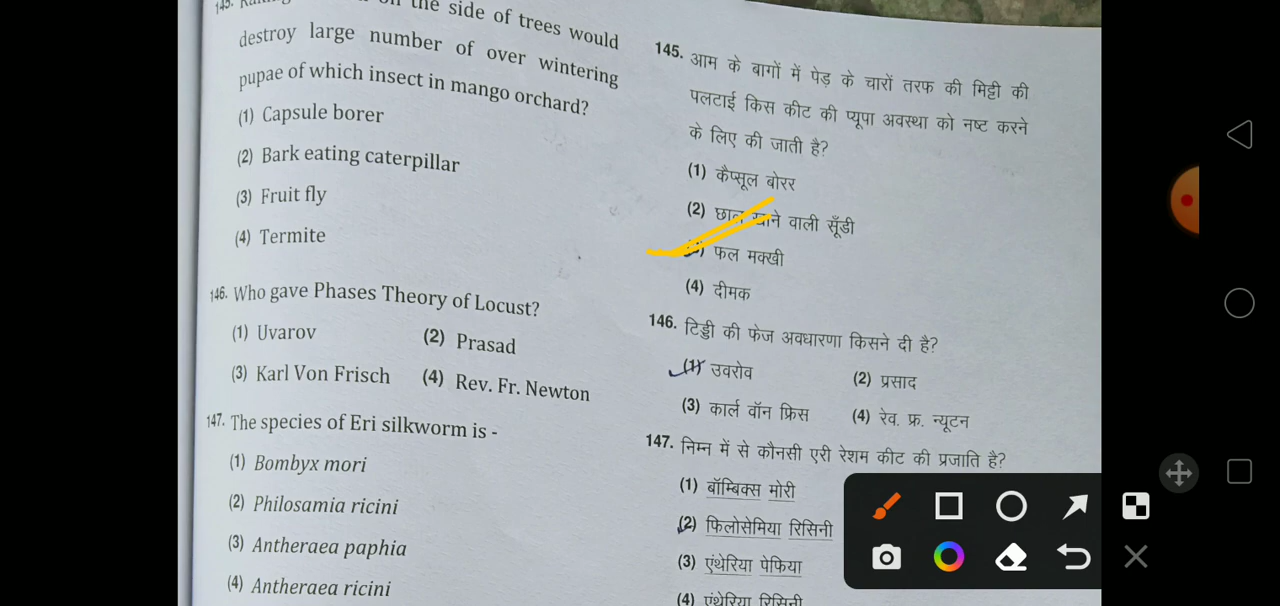 the side of trees would
destroy large number of over wintering
pupae of which insect in mango orchard?
(1) Capsule borer
(2) Bark eating caterpillar
(3) Fruit fly
(4) Termite
146. Who gave Phases Theory of Locust?
(1) Uvarov (2) Prasad
(3) Karl Von Frisch (4) Rev. Fr. Newton
147. The species of Eri silkworm is -
(1) Bombyx mori
(2) Philosamia ricini
(3) Antheraea paphia
(4) Antheraea ricini
145. आम के बागों में पेड़ के चारों तरफ की मिट्टी की
पलटाई किस कीट की प्यूपा अवस्था को नष्ट करने
के लिए की जाती है?
(1) कैप्सूल बोरर
(2) छाल खाने वाली सूँडी
फल मक्खी
(4) दीमक
146. टिड्डी की फेज अवधारणा किसने दी है?
(1) उवरोव (2) प्रसाद
(3) कार्ल वॉन फ्रिस (4) रेव. फ्र. न्यूटन
147. निम्न में से कौनसी एरी रेशम कीट की प्रजाति है?
(1) बॉम्बिक्स मोरी
(2) फिलोसेमिया रिसिनी
(3) एंथेरिया पेफिया
(4) एंथेरिया रिसिनी